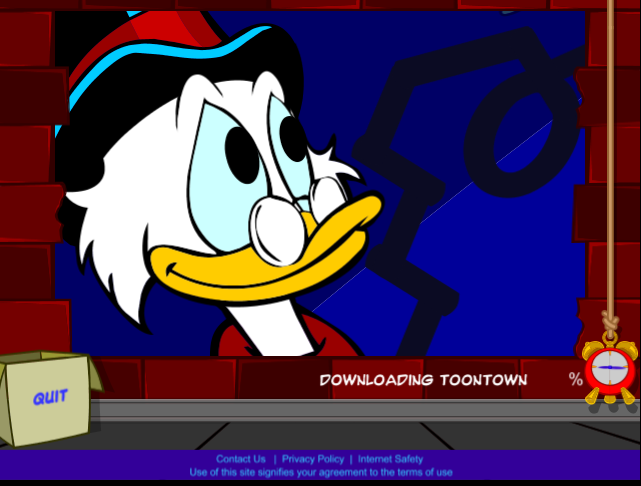 DOWNLOADING TOONTOWN %
QUIT
Contact Us | Privacy Policy | Internet Safety
Use of this site signifies your agreement to the terms of use